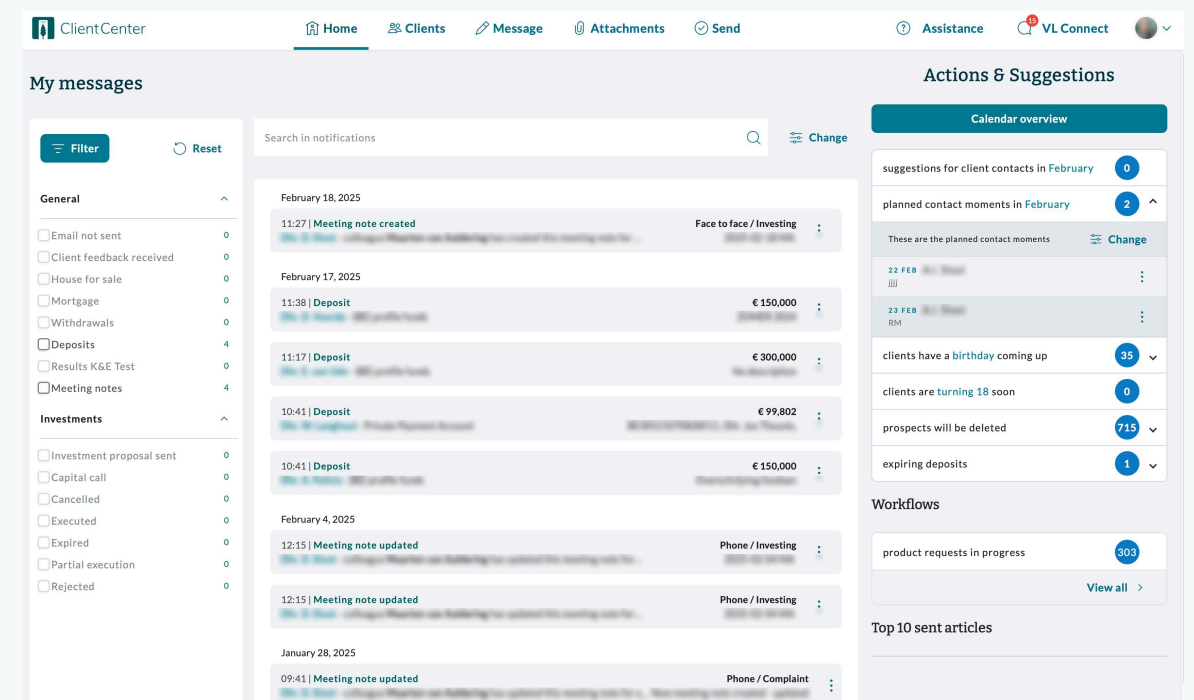 ClientCenter
Home
Clients
Message
Attachments
Send
Assistance
15
VL Connect
My messages
Filter
Reset
General
Email not sent 0
Client feedback received 0
House for sale 0
Mortgage 0
Withdrawals 0
Deposits 4
Results K&E Test 0
Meeting notes 4
Investments
Investment proposal sent 0
Capital call 0
Cancelled 0
Executed 0
Expired 0
Partial execution 0
Rejected 0
Search in notifications
Change
February 18, 2025
11:27 | Meeting note created Face to face / Investing
February 17, 2025
11:38 | Deposit € 150,000
11:17 | Deposit € 300,000
10:41 | Deposit € 99,802
10:41 | Deposit € 150,000
February 4, 2025
12:15 | Meeting note updated Phone / Investing
12:15 | Meeting note updated Phone / Investing
January 28, 2025
09:41 | Meeting note updated Phone / Complaint
Actions & Suggestions
Calendar overview
suggestions for client contacts in February 0
planned contact moments in February 2
These are the planned contact moments Change
22 FEB
jjjj
23 FEB
RM
clients have a birthday coming up 35
clients are turning 18 soon 0
prospects will be deleted 715
expiring deposits 1
Workflows
product requests in progress 303
View all
Top 10 sent articles